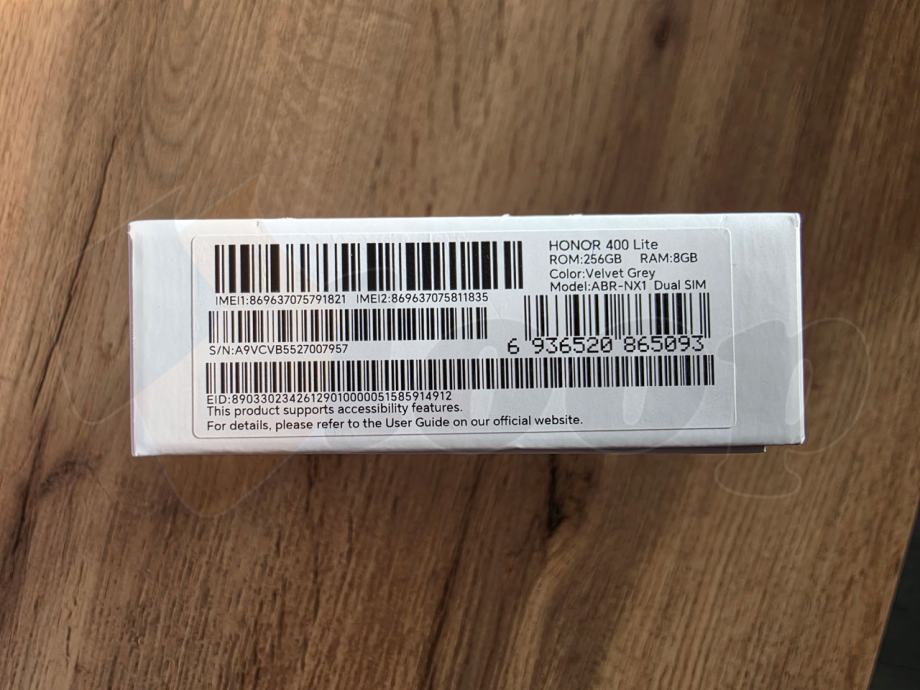 IMEI1:869637075791821 IMEI2:869637075811835
S/N:A9VCVB5527007957
EID:89033023426129010000051585914912
This product supports accessibility features.
For details, please refer to the User Guide on our official website.
HONOR 400 Lite
ROM:256GB RAM:8GB
Color:Velvet Grey
Model:ABR-NX1 Dual SIM
6 936520 865093